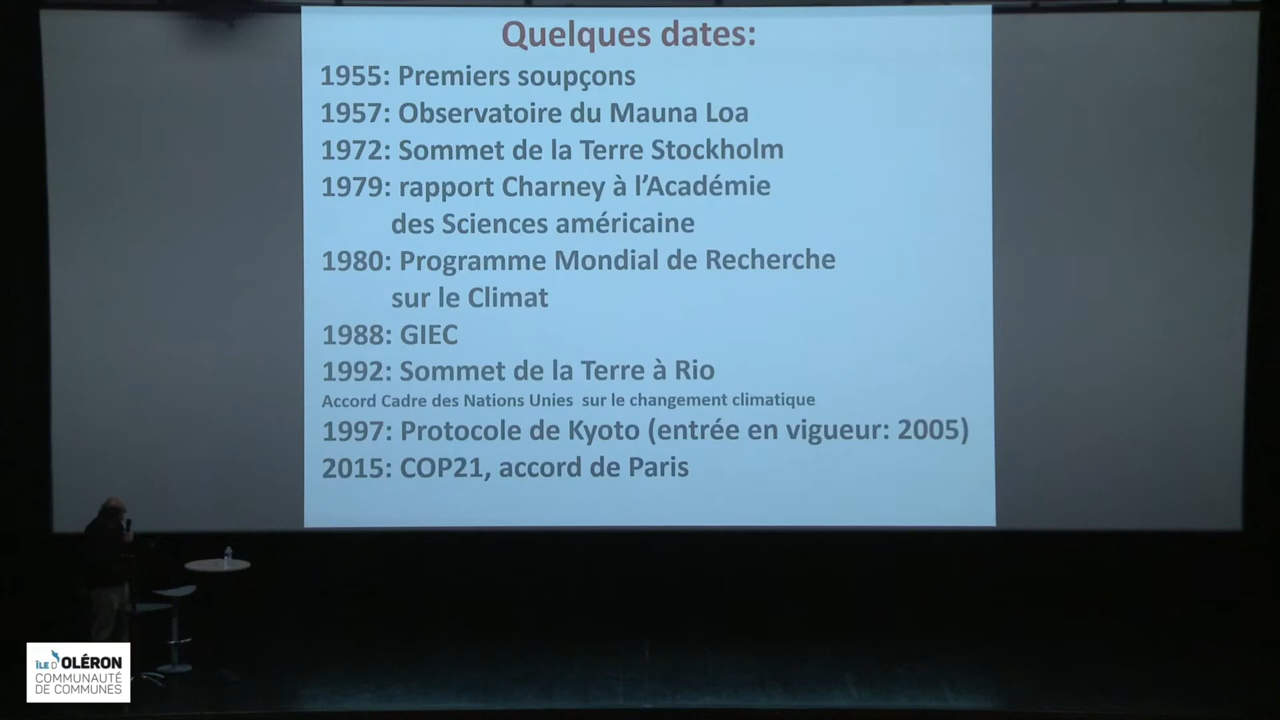 Quelques dates:
1955: Premiers soupçons
1957: Observatoire du Mauna Loa
1972: Sommet de la Terre Stockholm
1979: rapport Charney à l'Académie
des Sciences américaine
1980: Programme Mondial de Recherche
sur le Climat
1988: GIEC
1992: Sommet de la Terre à Rio
Accord Cadre des Nations Unies sur le changement climatique
1997: Protocole de Kyoto (entrée en vigueur: 2005)
2015: COP21, accord de Paris
ÎLE D'OLÉRON
COMMUNAUTÉ
DE COMMUNES